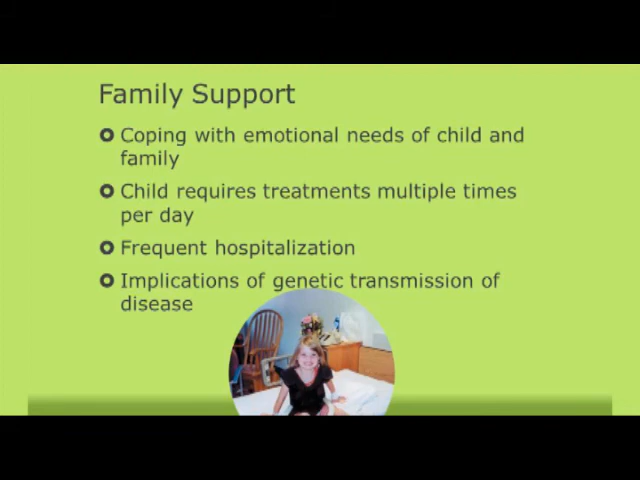 Family Support
Coping with emotional needs of child and
family
Child requires treatments multiple times
per day
Frequent hospitalization
Implications of genetic transmission of
disease